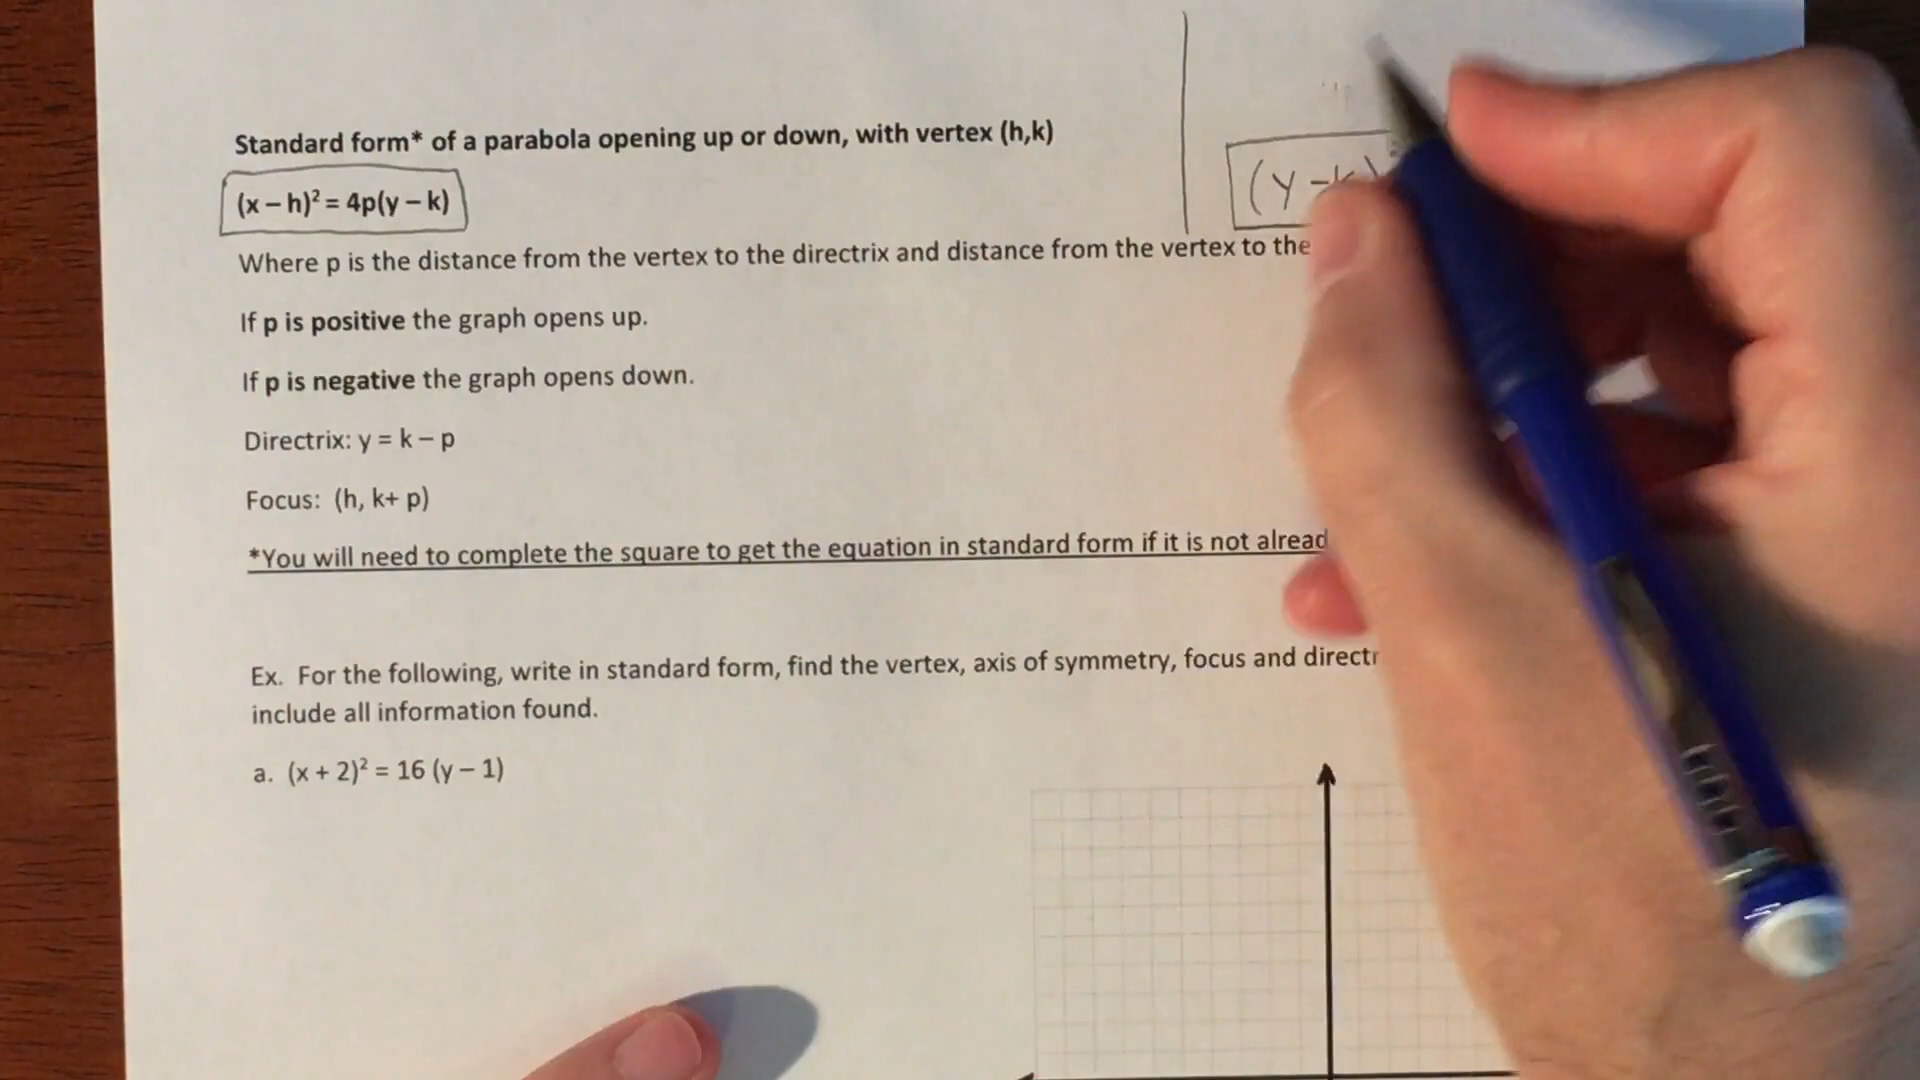 Standard form* of a parabola opening up or down, with vertex (h,k)
(x – h)² = 4p(y – k)
(y – k)
Where p is the distance from the vertex to the directrix and distance from the vertex to the
If p is positive the graph opens up.
If p is negative the graph opens down.
Directrix: y = k – p
Focus: (h, k+ p)
*You will need to complete the square to get the equation in standard form if it is not alread
Ex. For the following, write in standard form, find the vertex, axis of symmetry, focus and directr
include all information found.
a. (x + 2)² = 16 (y – 1)